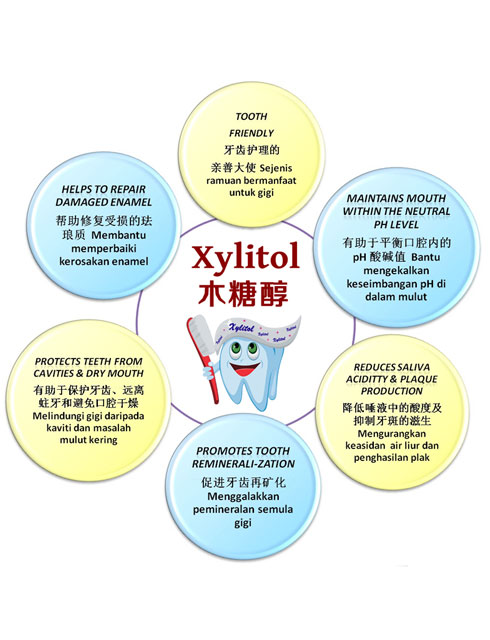 TOOTH
FRIENDLY
牙齿护理的
亲善大使 Sejenis
ramuan bermanfaat
untuk gigi
HELPS TO REPAIR
DAMAGED ENAMEL
帮助修复受损的珐
琅质 Membantu
memperbaiki
kerosakan enamel
MAINTAINS MOUTH
WITHIN THE NEUTRAL
PH LEVEL
有助于平衡口腔内的
pH 酸碱值 Bantu
mengekalkan
keseimbangan pH di
dalam mulut
Xylitol
木糖醇
Xylitol
Xylitol
Xylitol
Xylitol
PROTECTS TEETH FROM
CAVITIES & DRY MOUTH
有助于保护牙齿、远离
蛀牙和避免口腔干燥
Melindungi gigi daripada
kaviti dan masalah
mulut kering
REDUCES SALIVA
ACIDITTY & PLAQUE
PRODUCTION
降低唾液中的酸度及
抑制牙斑的滋生
Mengurangkan
keasidan air liur dan
penghasilan plak
PROMOTES TOOTH
REMINERALI-ZATION
促进牙齿再矿化
Menggalakkan
pemineralan semula
gigi